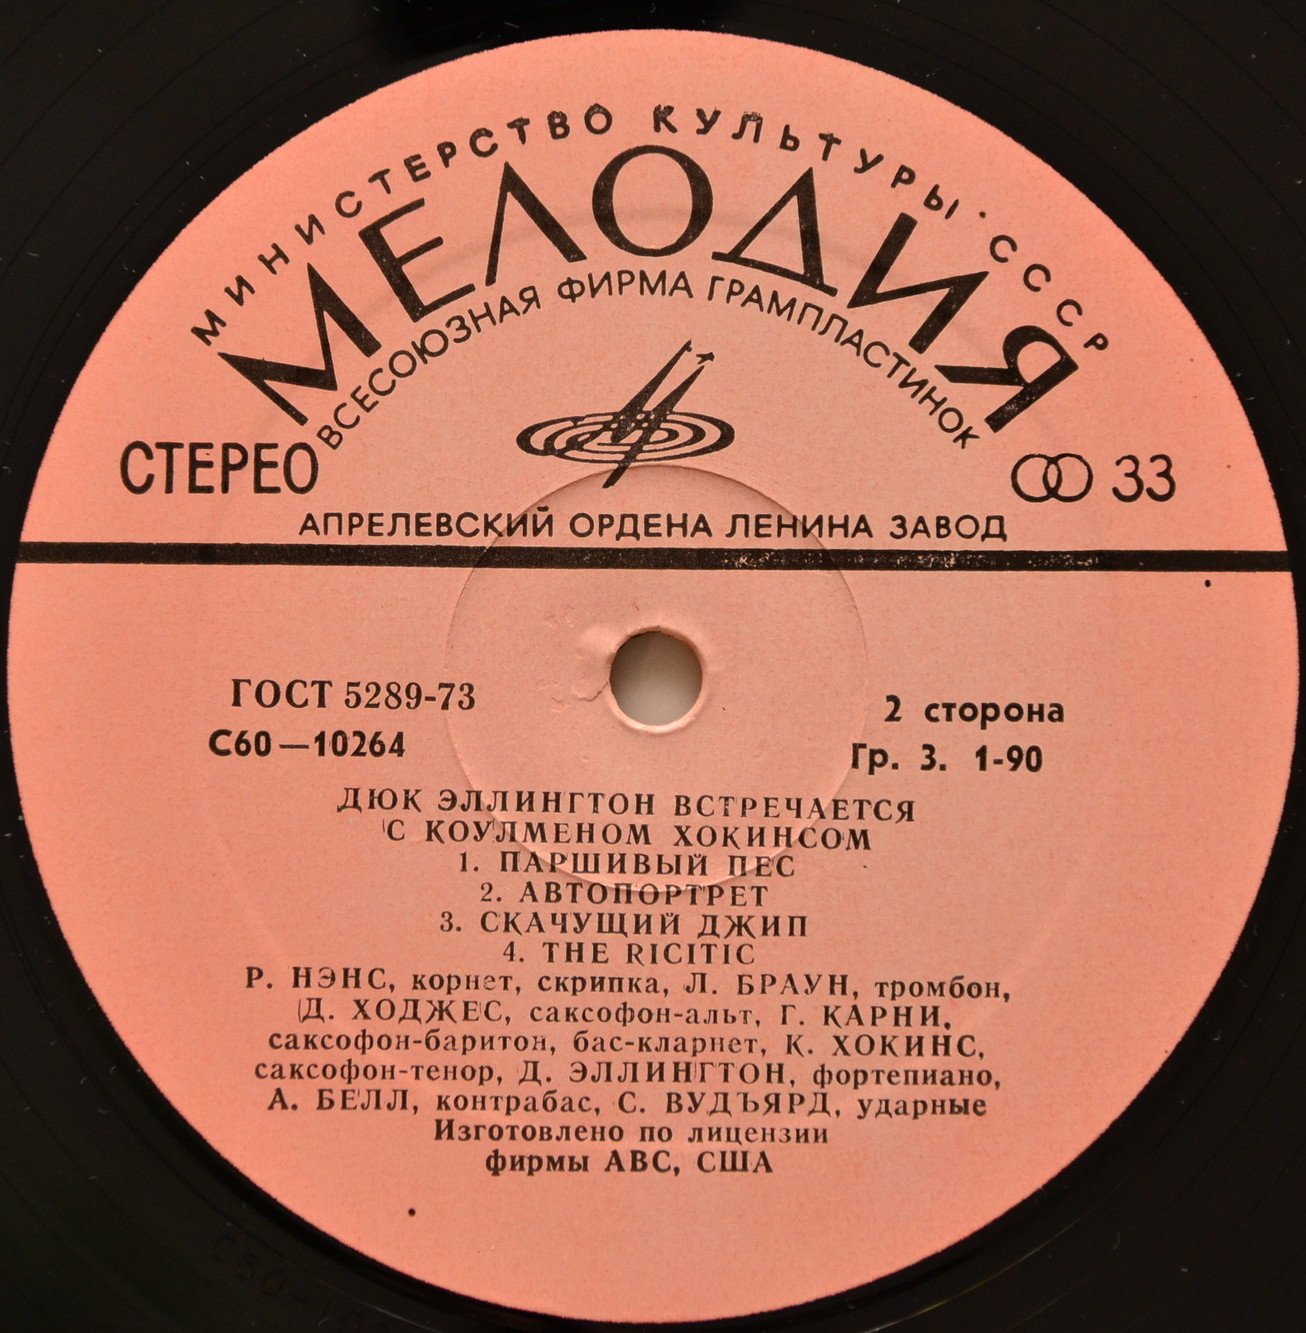 МИНИСТЕРСТВО КУЛЬТУРЫ · СССР
МЕЛОДИЯ
ВСЕСОЮЗНАЯ ФИРМА ГРАМПЛАСТИНОК
СТЕРЕО
33
АПРЕЛЕВСКИЙ ОРДЕНА ЛЕНИНА ЗАВОД
ГОСТ 5289-73
С60—10264
2 сторона
Гр. 3. 1-90
ДЮК ЭЛЛИНГТОН ВСТРЕЧАЕТСЯ
С КОУЛМЕНОМ ХОКИНСОМ
1. ПАРШИВЫЙ ПЕС
2. АВТОПОРТРЕТ
3. СКАЧУЩИЙ ДЖИП
4. THE RICITIC
Р. НЭНС, корнет, скрипка, Л. БРАУН, тромбон,
Д. ХОДЖЕС, саксофон-альт, Г. КАРНИ,
саксофон-баритон, бас-кларнет, К. ХОКИНС,
саксофон-тенор, Д. ЭЛЛИНГТОН, фортепиано,
А. БЕЛЛ, контрабас, С. ВУДЪЯРД, ударные
Изготовлено по лицензии
фирмы АВС, США